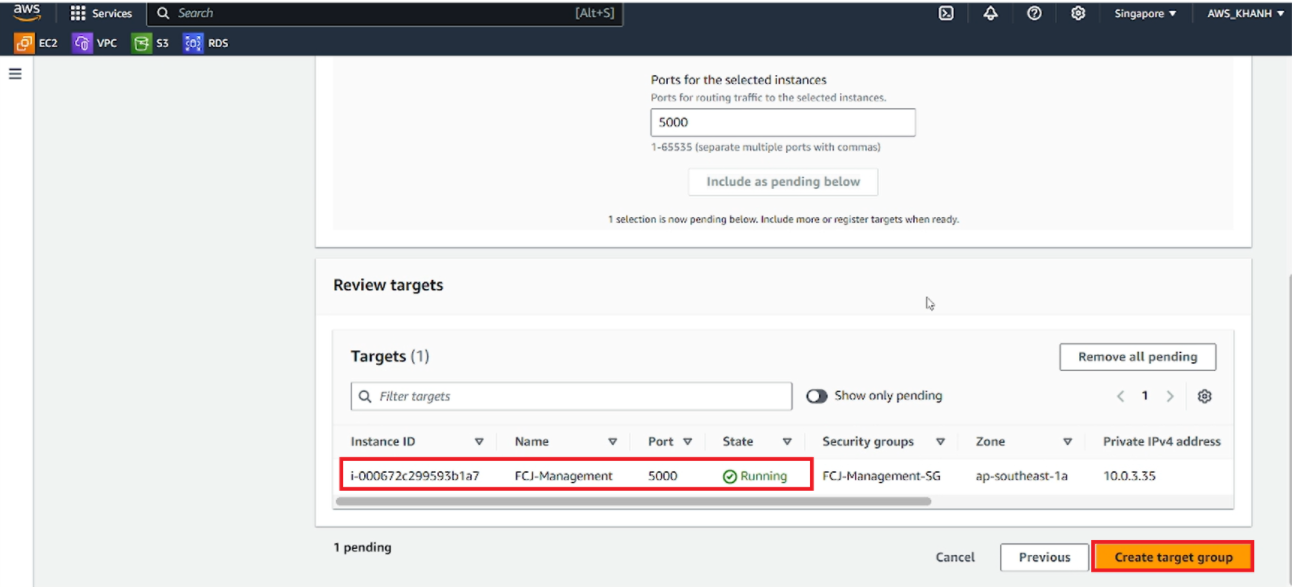 aws Services Search [Alt+S] Singapore AWS_KHANH
EC2 VPC S3 RDS
Ports for the selected instances
Ports for routing traffic to the selected instances.
5000
1-65535 (separate multiple ports with commas)
Include as pending below
1 selection is now pending below. Include more or register targets when ready.
Review targets
Targets (1) Remove all pending
Filter targets Show only pending 1
Instance ID Name Port State Security groups Zone Private IPv4 address
i-000672c299593b1a7 FCJ-Management 5000 Running FCJ-Management-SG ap-southeast-1a 10.0.3.35
1 pending
Cancel Previous Create target group